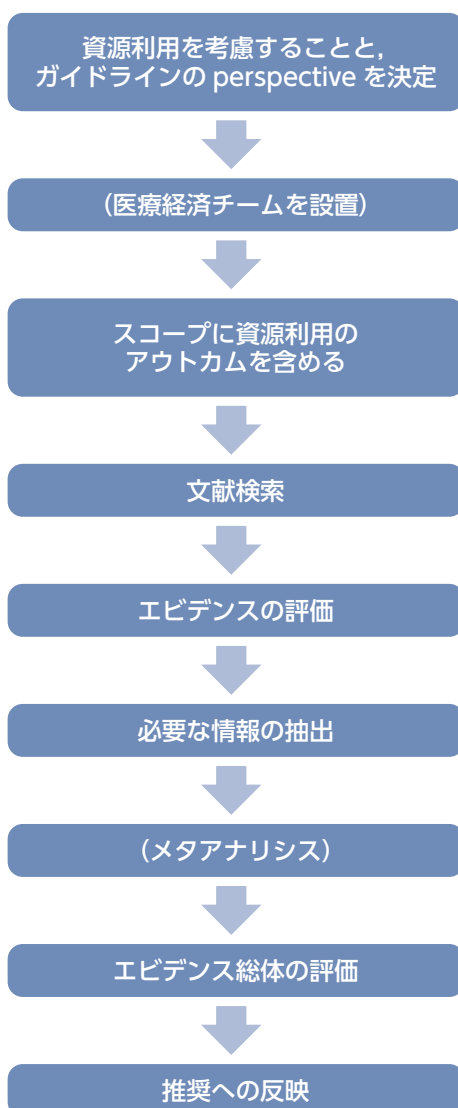 資源利用を考慮することと，
ガイドラインの perspective を決定
（医療経済チームを設置）
スコープに資源利用の
アウトカムを含める
文献検索
エビデンスの評価
必要な情報の抽出
（メタアナリシス）
エビデンス総体の評価
推奨への反映